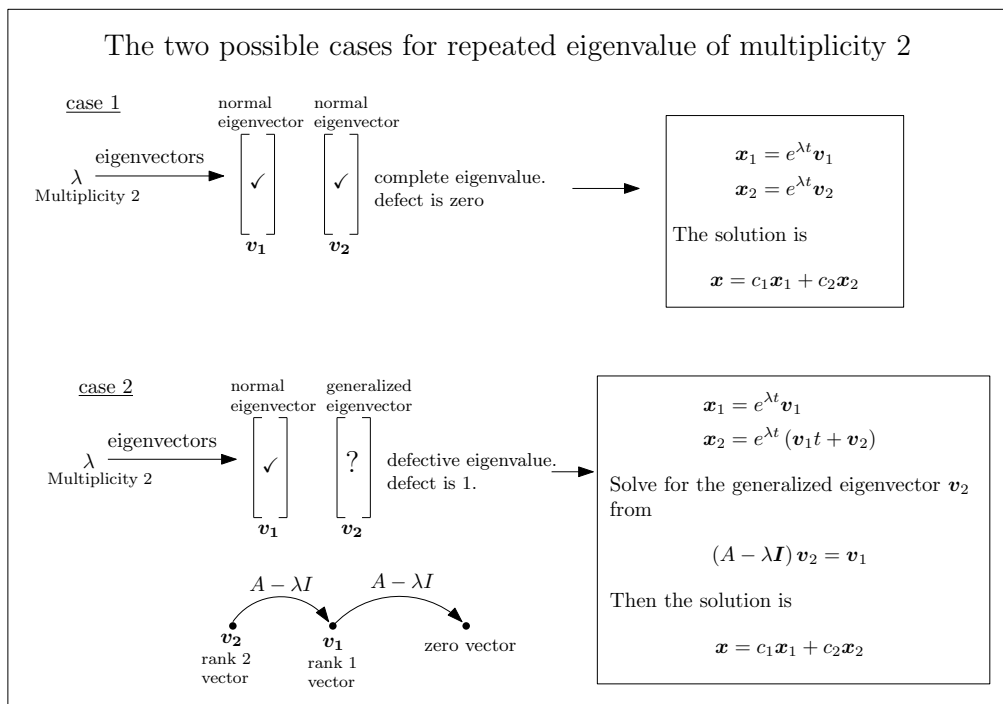 The two possible cases for repeated eigenvalue of multiplicity 2
case 1
normal
eigenvector
normal
eigenvector
eigenvectors
λ
Multiplicity 2
✓
✓
v₁
v₂
complete eigenvalue.
defect is zero
x₁ = e^{λt}v₁
x₂ = e^{λt}v₂
The solution is
x = c₁x₁ + c₂x₂
case 2
normal
eigenvector
generalized
eigenvector
eigenvectors
λ
Multiplicity 2
✓
?
v₁
v₂
defective eigenvalue.
defect is 1.
x₁ = e^{λt}v₁
x₂ = e^{λt} (v₁t + v₂)
Solve for the generalized eigenvector v₂
from
(A − λI) v₂ = v₁
Then the solution is
x = c₁x₁ + c₂x₂
A − λI
A − λI
v₂
rank 2
vector
v₁
rank 1
vector
zero vector